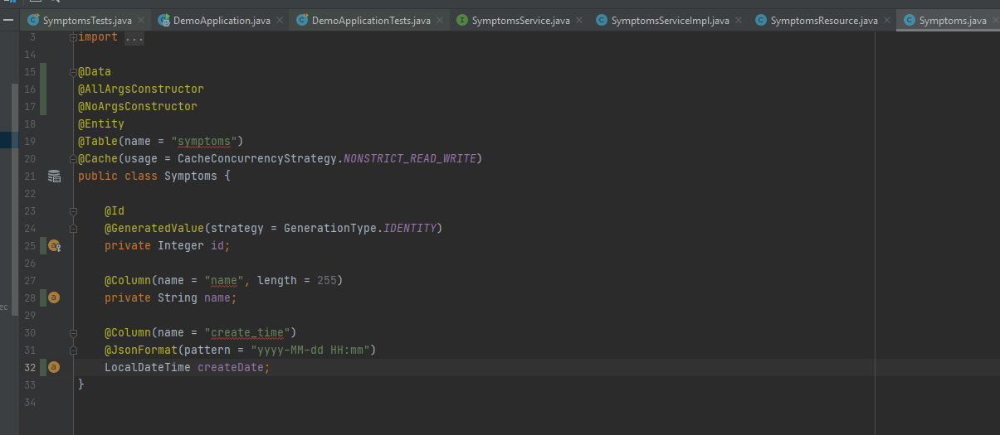 SymptomsTests.java DemoApplication.java DemoApplicationTests.java SymptomsService.java SymptomsServiceImpl.java SymptomsResource.java Symptoms.java
3 import ...
14
15 @Data
16 @AllArgsConstructor
17 @NoArgsConstructor
18 @Entity
19 @Table(name = "symptoms")
20 @Cache(usage = CacheConcurrencyStrategy.NONSTRICT_READ_WRITE)
21 public class Symptoms {
22
23 @Id
24 @GeneratedValue(strategy = GenerationType.IDENTITY)
25 private Integer id;
26
27 @Column(name = "name", length = 255)
28 private String name;
29
30 @Column(name = "create_time")
31 @JsonFormat(pattern = "yyyy-MM-dd HH:mm")
32 LocalDateTime createDate;
33 }
34